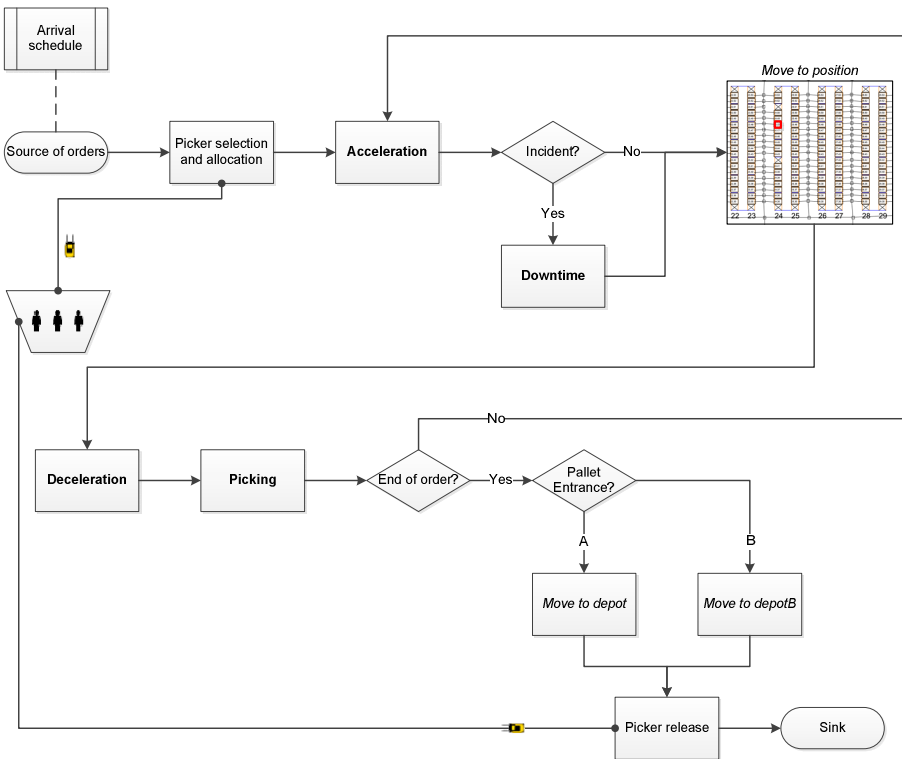 Arrival
schedule
Move to position
Source of orders
Picker selection
and allocation
Acceleration
Incident?
No
Yes
22 23 24 25 26 27 28 29
Downtime
No
Deceleration
Picking
End of order?
Yes
Pallet
Entrance?
A
B
Move to depot
Move to depotB
Picker release
Sink